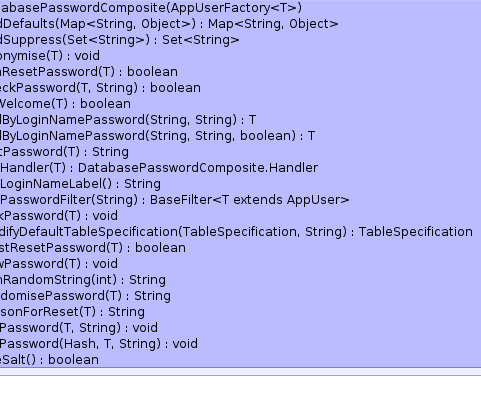 abasePasswordComposite(AppUserFactory<T>)
dDefaults(Map<String, Object>) : Map<String, Object>
dSuppress(Set<String>) : Set<String>
onymise(T) : void
nResetPassword(T) : boolean
eckPassword(T, String) : boolean
Welcome(T) : boolean
dByLoginNamePassword(String, String) : T
dByLoginNamePassword(String, String, boolean) : T
tPassword(T) : String
Handler(T) : DatabasePasswordComposite.Handler
LoginNameLabel() : String
PasswordFilter(String) : BaseFilter<T extends AppUser>
kPassword(T) : void
difyDefaultTableSpecification(TableSpecification, String) : TableSpecification
stResetPassword(T) : boolean
wPassword(T) : void
nRandomString(int) : String
domisePassword(T) : String
sonForReset(T) : String
Password(T, String) : void
Password(Hash, T, String) : void
eSalt() : boolean